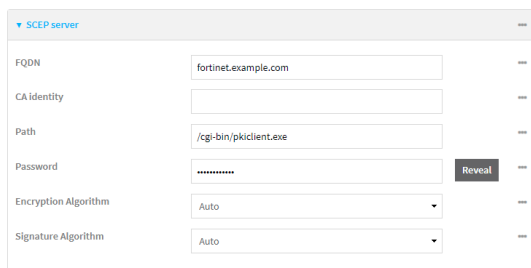 SCEP server
FQDN
fortinet.example.com
CA identity
Path
/cgi-bin/pkiclient.exe
Password
••••••••••••
Reveal
Encryption Algorithm
Auto
Signature Algorithm
Auto